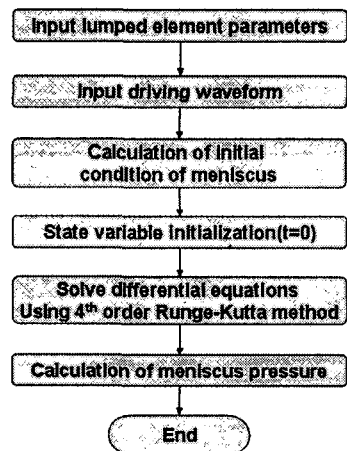 Input lumped element parameters
Input driving waveform
Calculation of initial
condition of meniscus
State variable initialization(t=0)
Solve differential equations
Using 4th order Runge-Kutta method
Calculation of meniscus pressure
End